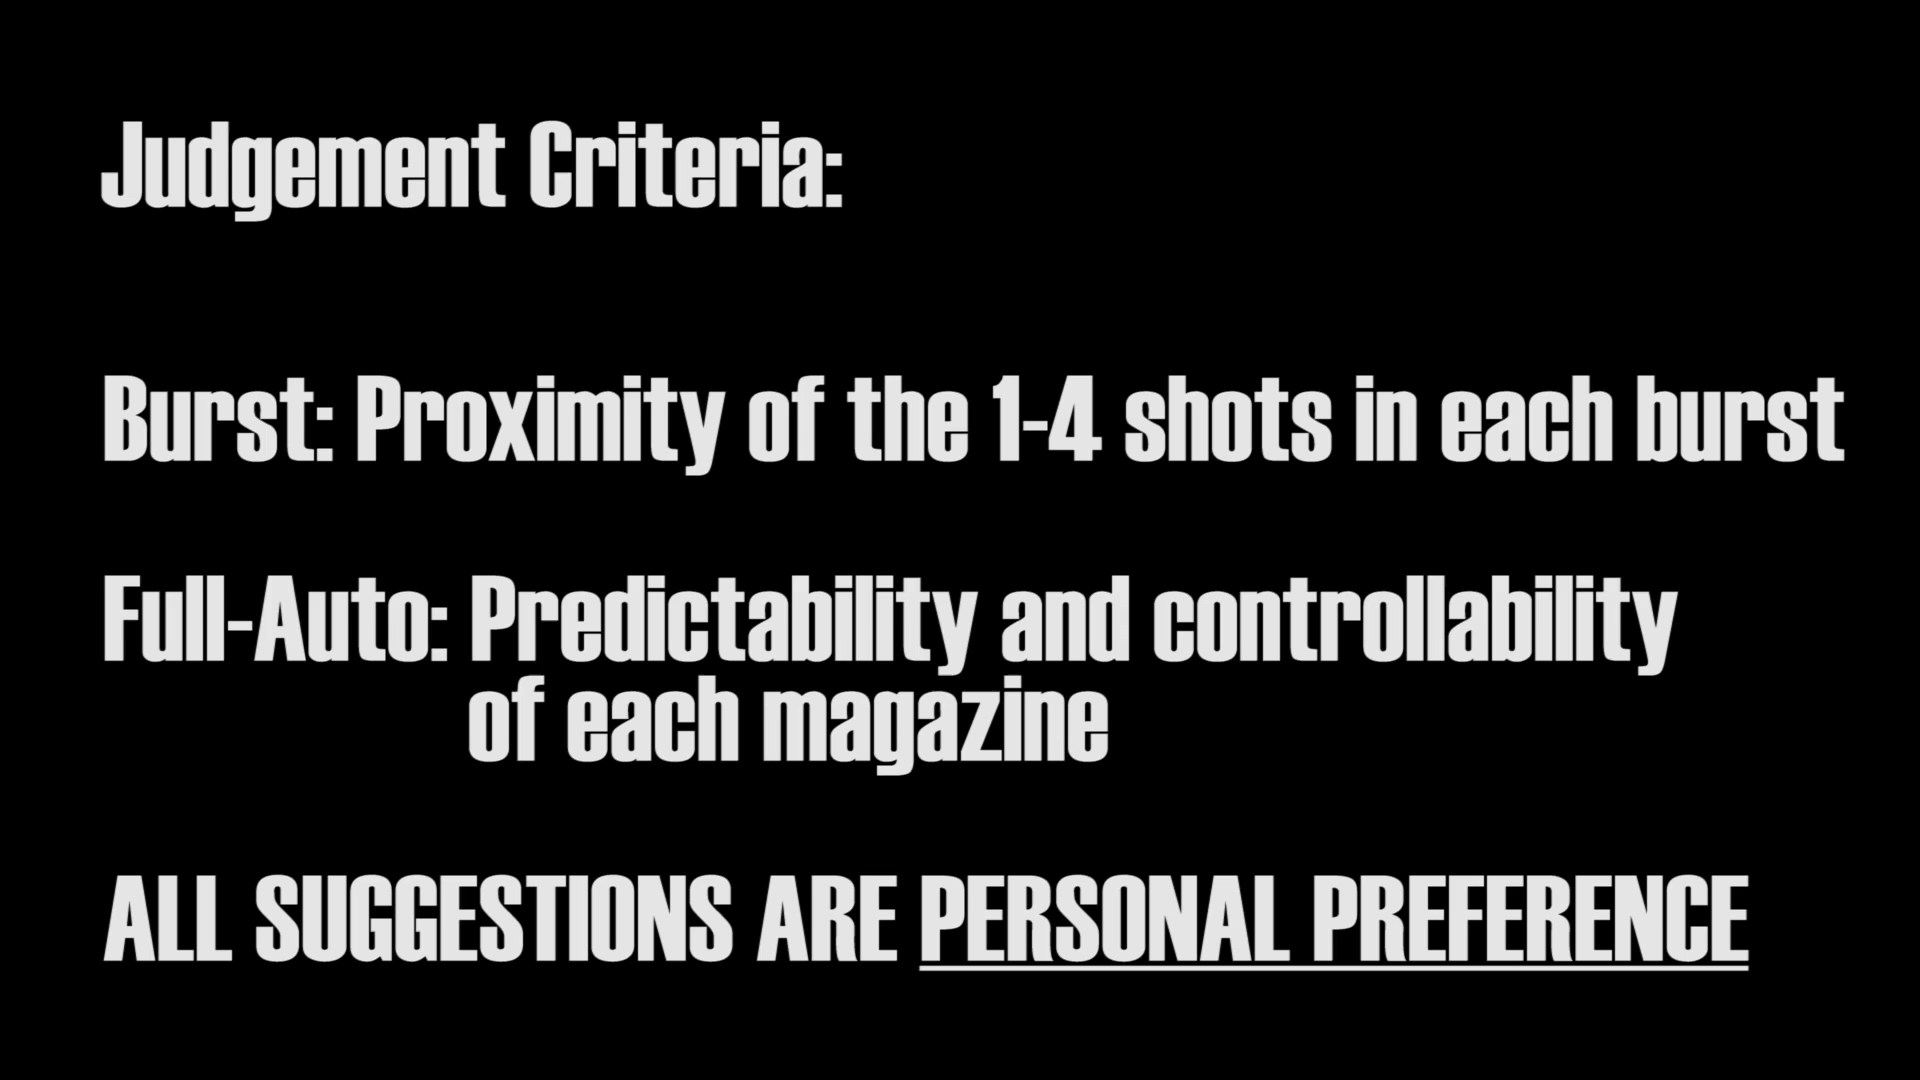 Judgement Criteria:
Burst: Proximity of the 1-4 shots in each burst
Full-Auto: Predictability and controllability
of each magazine
ALL SUGGESTIONS ARE PERSONAL PREFERENCE